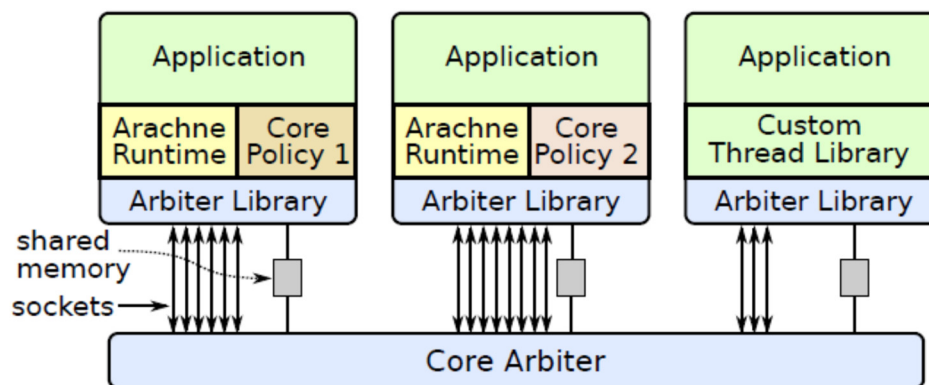 Application
Application
Application
Arachne
Runtime
Core
Policy 1
Arachne
Runtime
Core
Policy 2
Custom
Thread Library
Arbiter Library
Arbiter Library
Arbiter Library
shared
memory
sockets
Core Arbiter